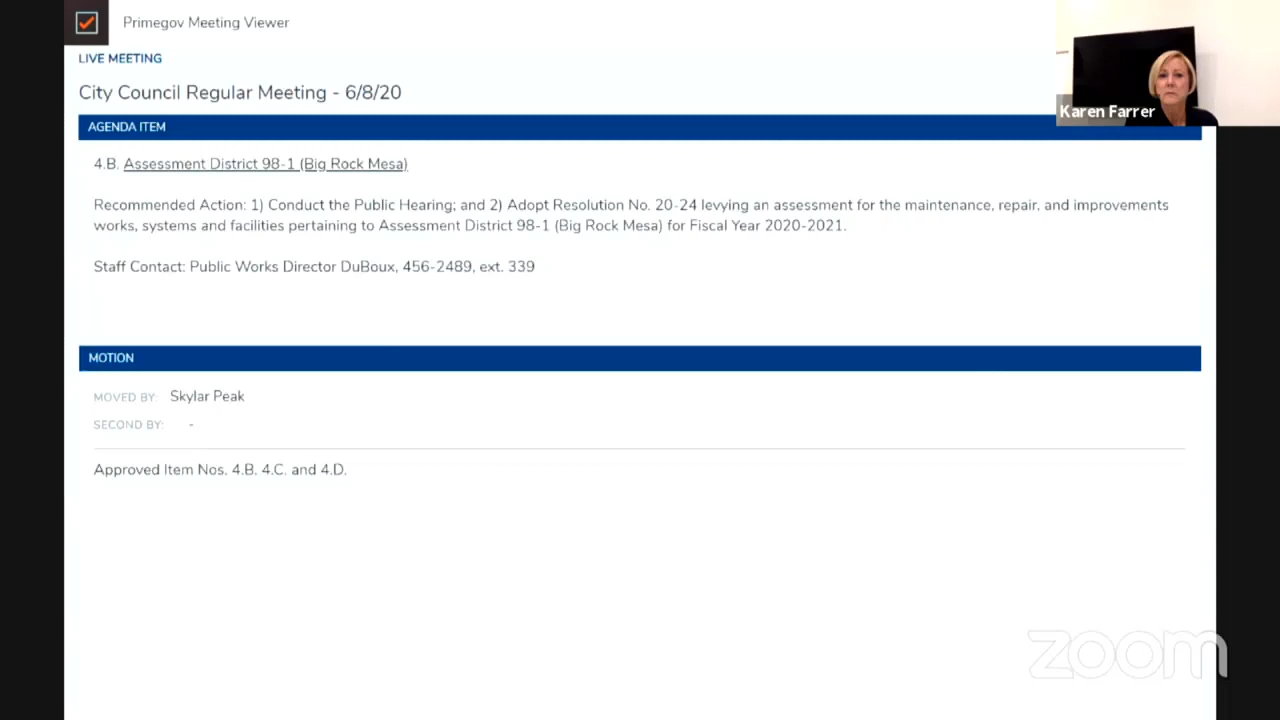 Primegov Meeting Viewer
LIVE MEETING
City Council Regular Meeting - 6/8/20
Karen Farrer
AGENDA ITEM
4.B. Assessment District 98-1 (Big Rock Mesa)
Recommended Action: 1) Conduct the Public Hearing; and 2) Adopt Resolution No. 20-24 levying an assessment for the maintenance, repair, and improvements
works, systems and facilities pertaining to Assessment District 98-1 (Big Rock Mesa) for Fiscal Year 2020-2021.
Staff Contact: Public Works Director DuBoux, 456-2489, ext. 339
MOTION
MOVED BY: Skylar Peak
SECOND BY: -
Approved Item Nos. 4.B. 4.C. and 4.D.
zoom